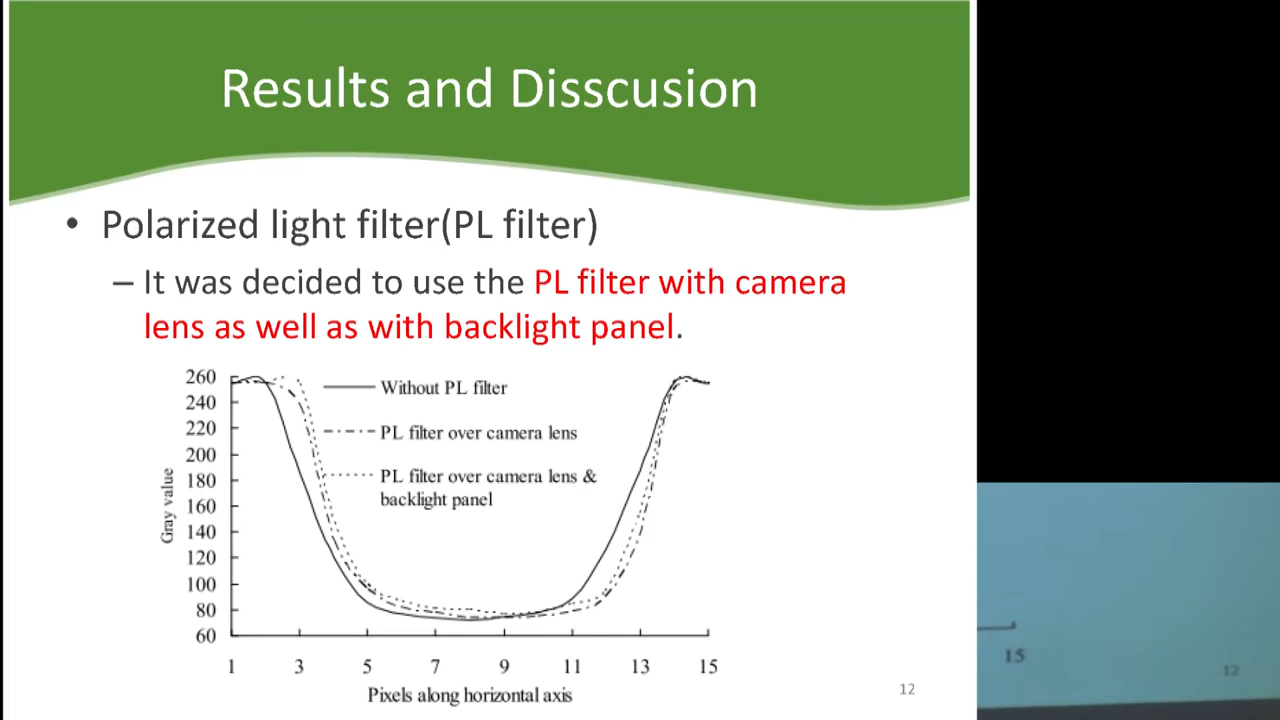 Results and Disscusion
• Polarized light filter(PL filter)
– It was decided to use the PL filter with camera
lens as well as with backlight panel.
260
240
220
200
180
160
140
120
100
80
60
Gray value
Without PL filter
PL filter over camera lens
PL filter over camera lens &
backlight panel
1 3 5 7 9 11 13 15
Pixels along horizontal axis
12
15
12